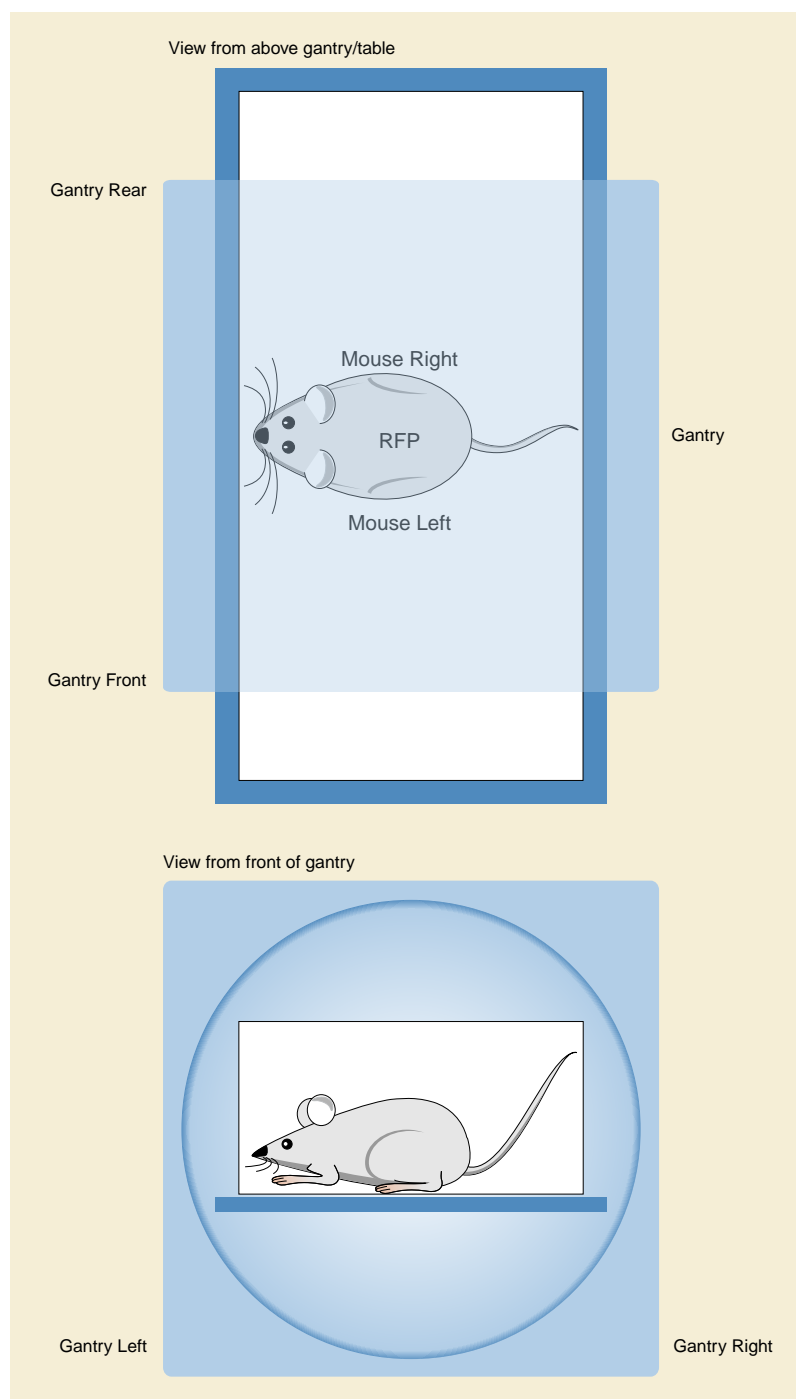 View from above gantry/table
Gantry Rear
Mouse Right
RFP
Gantry
Mouse Left
Gantry Front
View from front of gantry
Gantry Left
Gantry Right